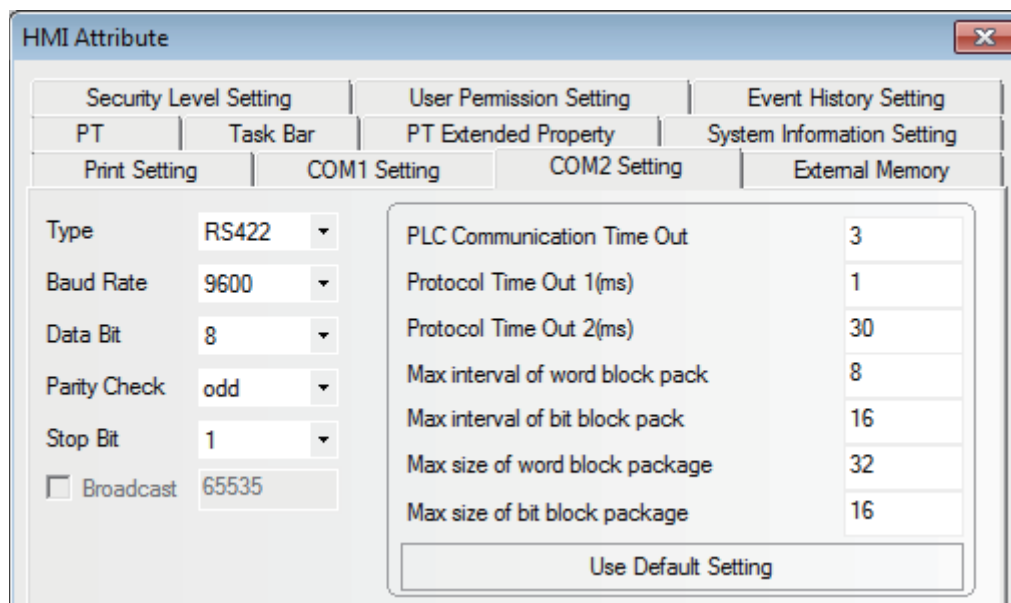 HMI Attribute
Security Level Setting User Permission Setting Event History Setting
PT Task Bar PT Extended Property System Information Setting
Print Setting COM1 Setting COM2 Setting External Memory
Type RS422
Baud Rate 9600
Data Bit 8
Parity Check odd
Stop Bit 1
Broadcast 65535
PLC Communication Time Out 3
Protocol Time Out 1(ms) 1
Protocol Time Out 2(ms) 30
Max interval of word block pack 8
Max interval of bit block pack 16
Max size of word block package 32
Max size of bit block package 16
Use Default Setting